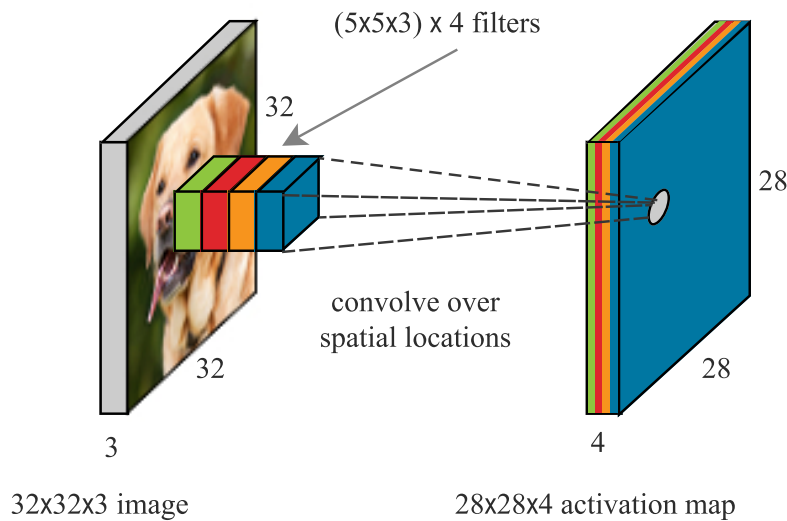 (5x5x3) x 4 filters
32
28
convolve over
spatial locations
32
28
3
4
32x32x3 image
28x28x4 activation map